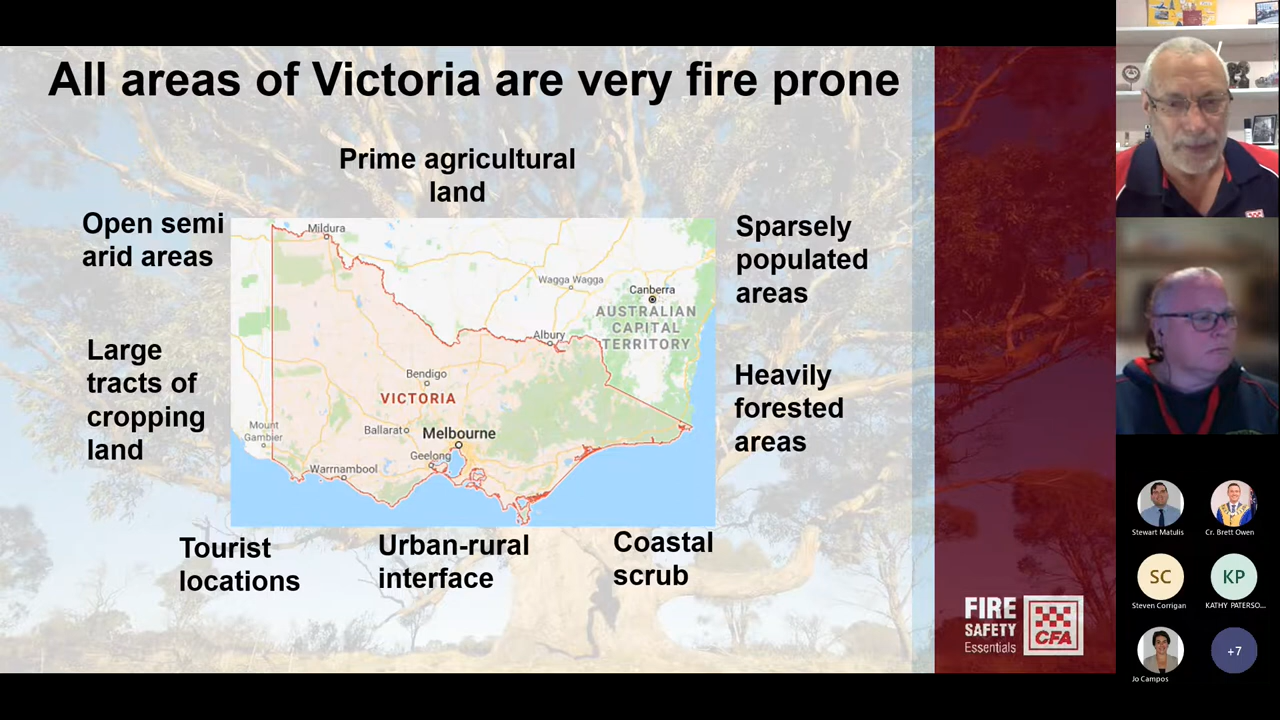 All areas of Victoria are very fire prone
Prime agricultural
land
Open semi
arid areas
Sparsely
populated
areas
Large
tracts of
cropping
land
Heavily
forested
areas
Mildura
Wagga Wagga
Canberra
AUSTRALIAN
CAPITAL
TERRITORY
Albury
Bendigo
VICTORIA
Mount
Gambier
Ballarat
Melbourne
Geelong
Warrnambool
Tourist
locations
Urban-rural
interface
Coastal
scrub
FIRE
SAFETY
Essentials
CFA
Stewart Matulis
Cr. Brett Owen
SC
KP
Steven Corrigan
KATHY PATERSO...
+7
Jo Campos